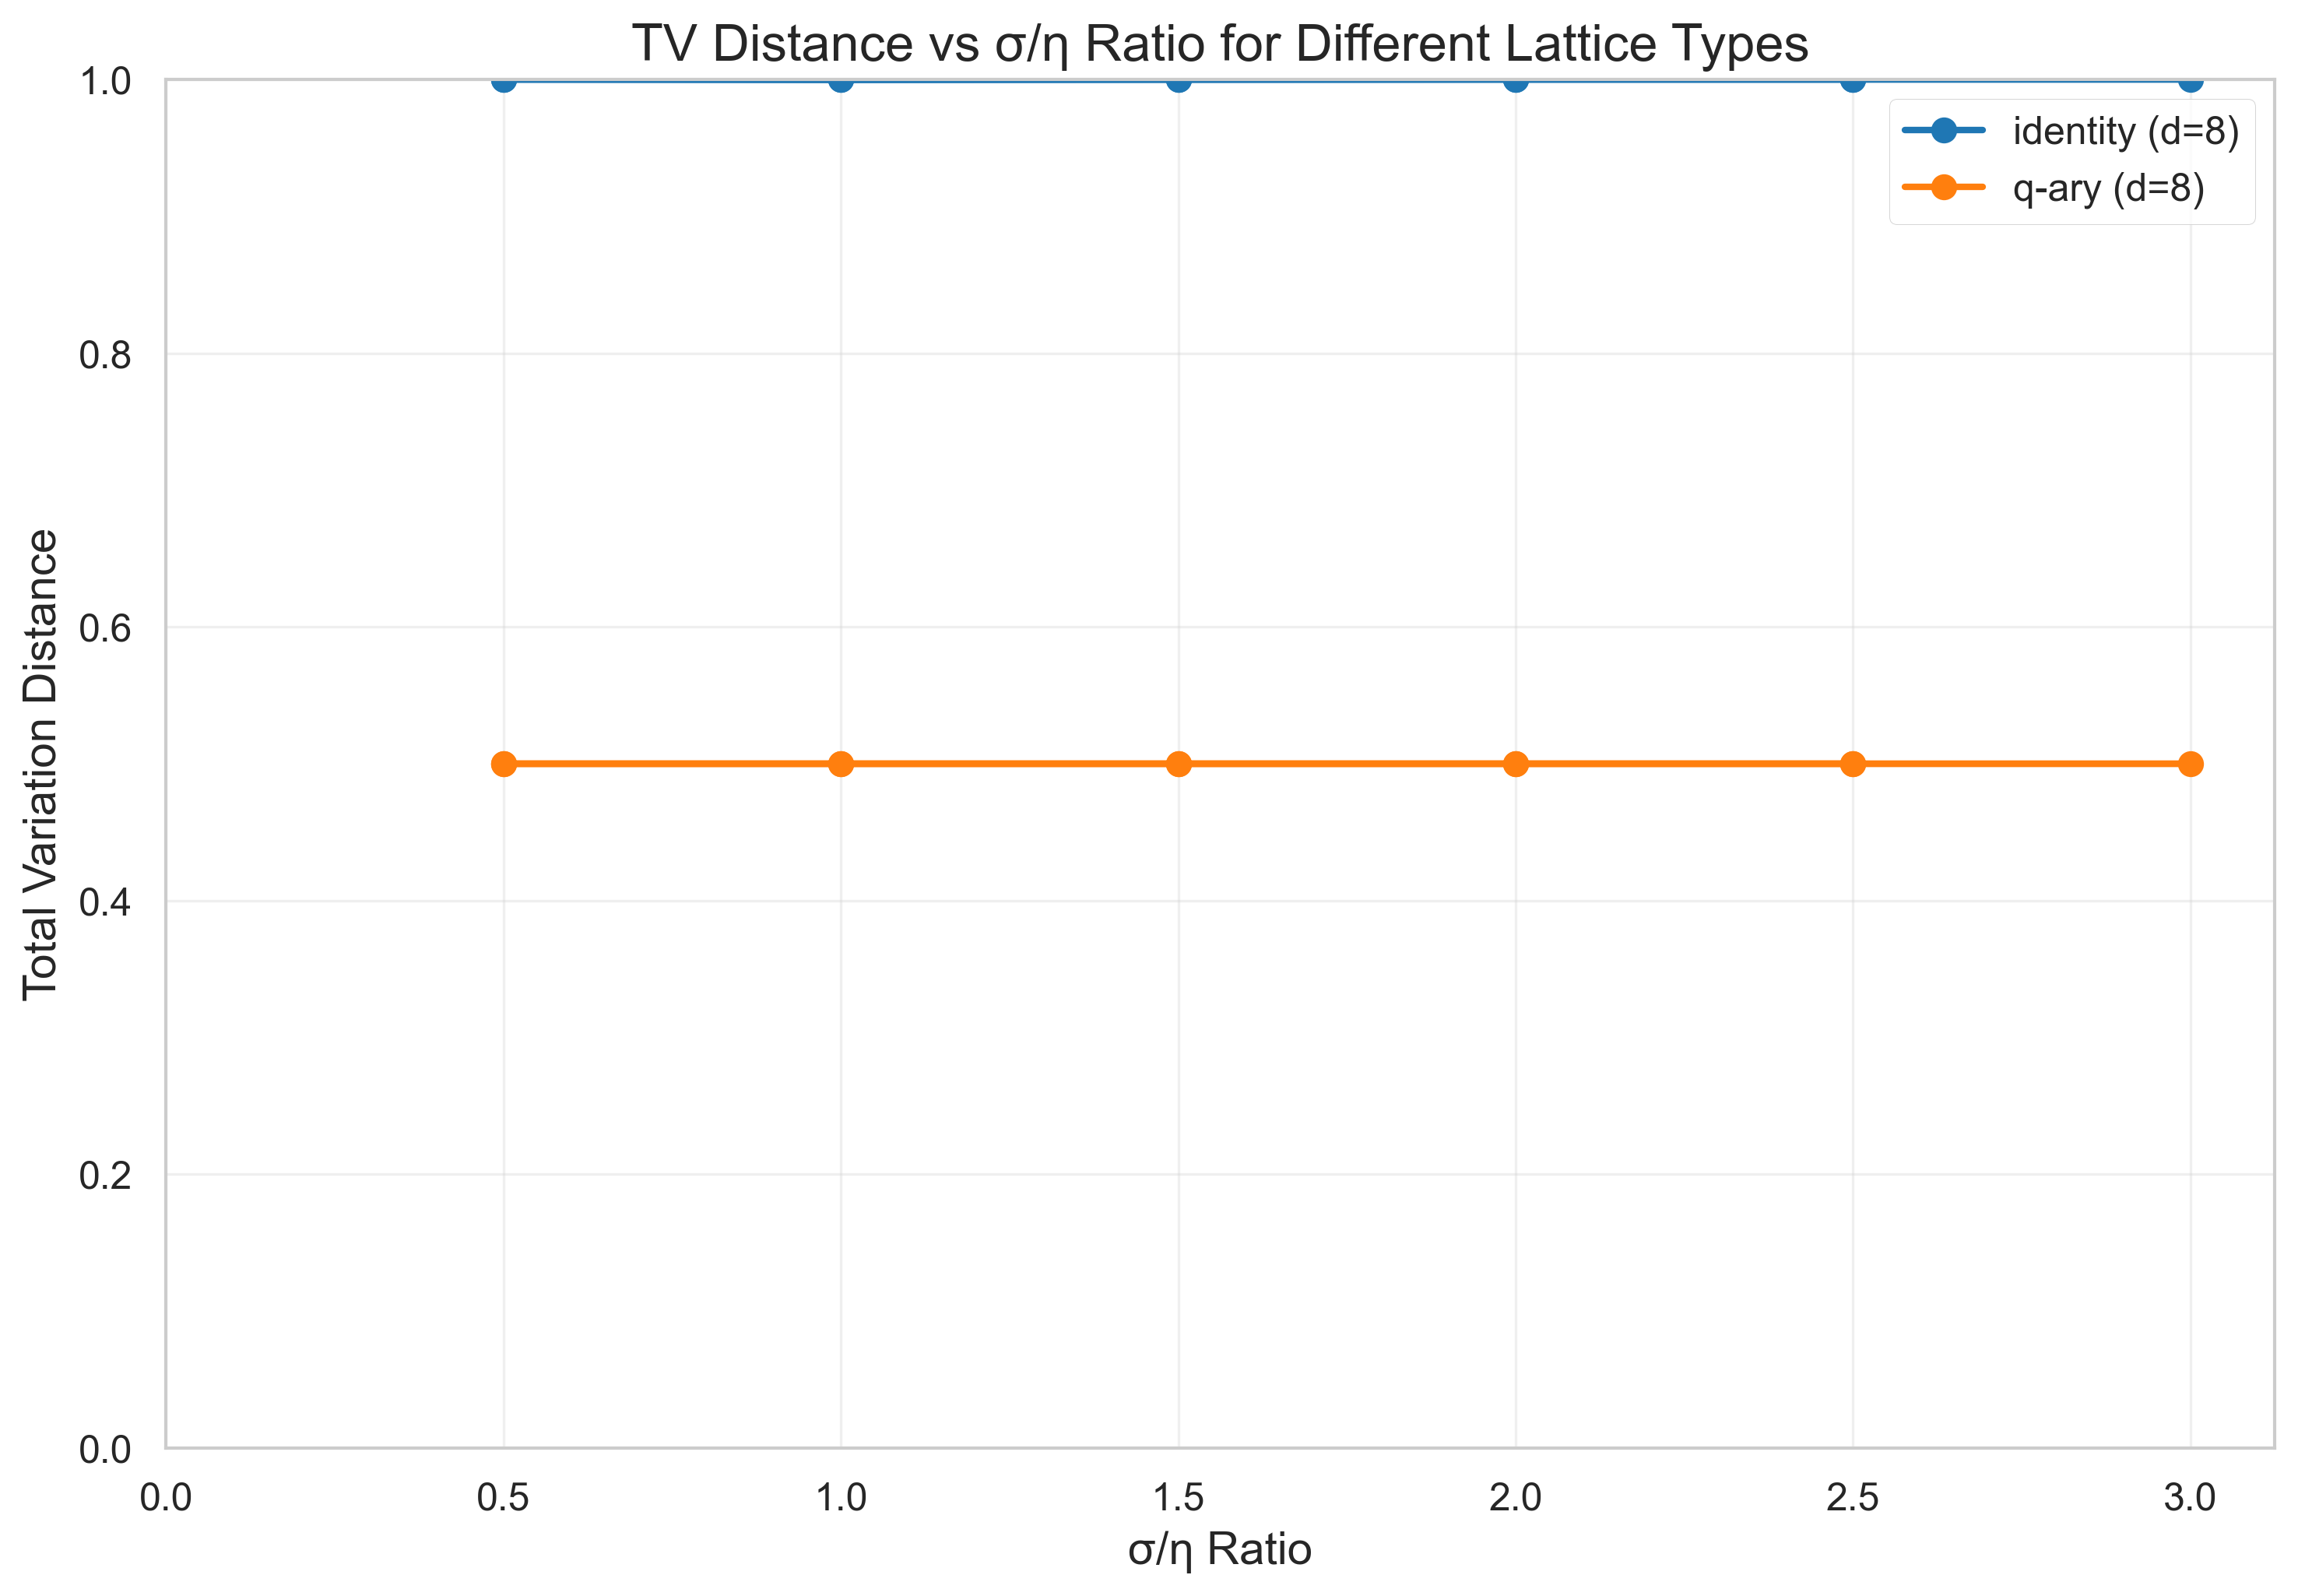 TV Distance vs σ/η Ratio for Different Lattice Types
1.0
0.8
0.6
0.4
0.2
0.0
Total Variation Distance
identity (d=8)
q-ary (d=8)
0.0 0.5 1.0 1.5 2.0 2.5 3.0
σ/η Ratio